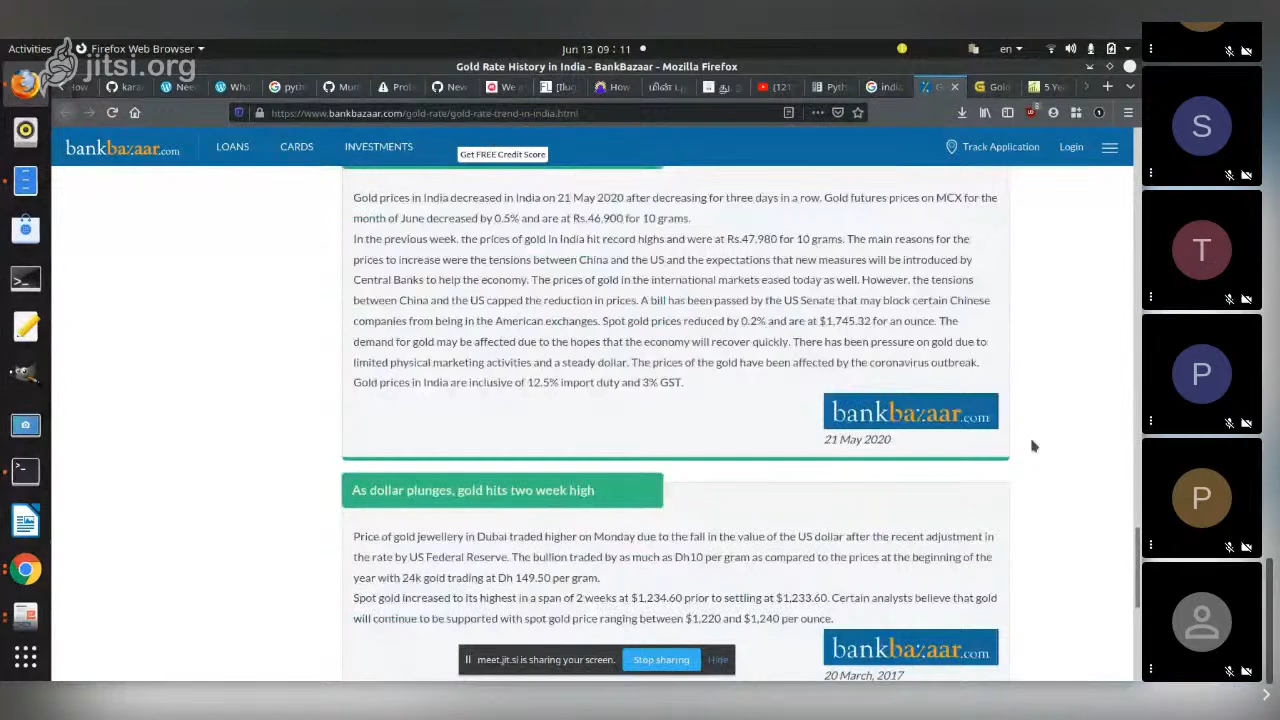 Activities
Firefox Web Browser
Jun 13 09:11
en
jitsi.org
Gold Rate History in India - BankBazaar - Mozilla Firefox
How
kara
Need
Wha
pyth
Mun
Prol
New
We a
[Ilug
How
மின்
து
(121
Pyth
india
G
Gold
5 Ye
https://www.bankbazaar.com/gold-rate/gold-rate-trend-in-india.html
8
bankbazaar.com
LOANS
CARDS
INVESTMENTS
Get FREE Credit Score
Track Application
Login
Gold prices in India decreased in India on 21 May 2020 after decreasing for three days in a row. Gold futures prices on MCX for the
month of June decreased by 0.5% and are at Rs.46,900 for 10 grams.
In the previous week, the prices of gold in India hit record highs and were at Rs.47,980 for 10 grams. The main reasons for the
prices to increase were the tensions between China and the US and the expectations that new measures will be introduced by
Central Banks to help the economy. The prices of gold in the international markets eased today as well. However, the tensions
between China and the US capped the reduction in prices. A bill has been passed by the US Senate that may block certain Chinese
companies from being in the American exchanges. Spot gold prices reduced by 0.2% and are at $1,745.32 for an ounce. The
demand for gold may be affected due to the hopes that the economy will recover quickly. There has been pressure on gold due to
limited physical marketing activities and a steady dollar. The prices of the gold have been affected by the coronavirus outbreak.
Gold prices in India are inclusive of 12.5% import duty and 3% GST.
bankbazaar.com
21 May 2020
As dollar plunges, gold hits two week high
Price of gold jewellery in Dubai traded higher on Monday due to the fall in the value of the US dollar after the recent adjustment in
the rate by US Federal Reserve. The bullion traded by as much as Dh10 per gram as compared to the prices at the beginning of the
year with 24k gold trading at Dh 149.50 per gram.
Spot gold increased to its highest in a span of 2 weeks at $1,234.60 prior to settling at $1,233.60. Certain analysts believe that gold
will continue to be supported with spot gold price ranging between $1,220 and $1,240 per ounce.
bankbazaar.com
20 March, 2017
meet.jit.si is sharing your screen.
Stop sharing
Hide
S
T
P
P